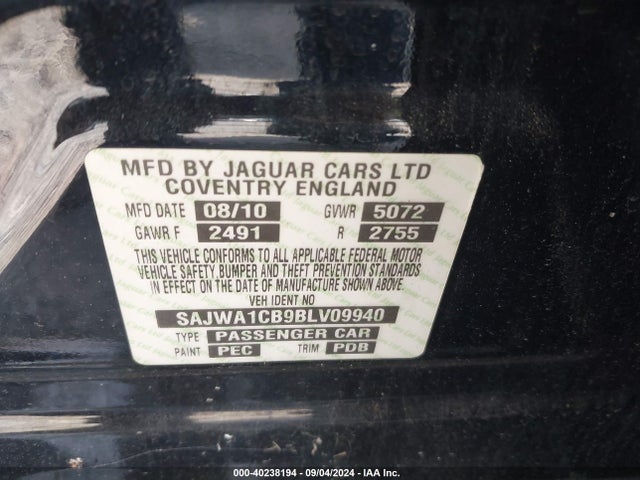 MFD BY JAGUAR CARS LTD
COVENTRY ENGLAND
MFD DATE 08/10 GVWR 5072
GAWR F 2491 R 2755
THIS VEHICLE CONFORMS TO ALL APPLICABLE FEDERAL MOTOR
VEHICLE SAFETY, BUMPER AND THEFT PREVENTION STANDARDS
IN EFFECT ON THE DATE OF MANUFACTURE SHOWN ABOVE.
VEH IDENT NO
SAJWA1CB9BLV09940
TYPE PASSENGER CAR
PAINT PEC TRIM PDB
000-40238194 - 09/04/2024 - IAA Inc.